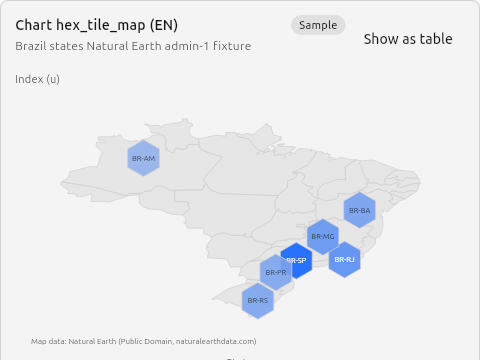 Chart hex_tile_map (EN)
Sample
Show as table
Brazil states Natural Earth admin-1 fixture
Index (u)
BR-AM
BR-BA
BR-MG
BR-SP
BR-RJ
BR-PR
BR-RS
Map data: Natural Earth (Public Domain, naturalearthdata.com)